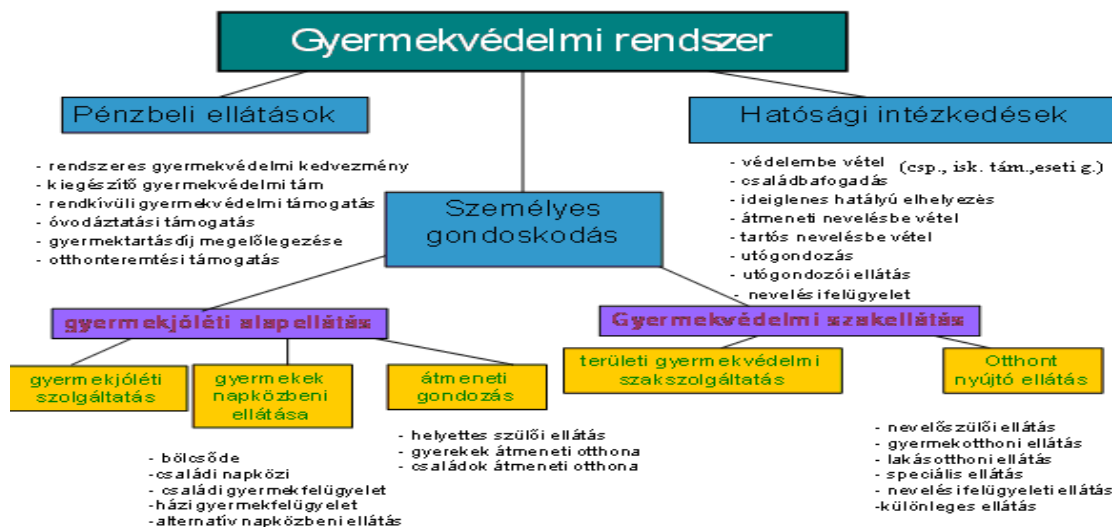 Gyermekvédelmi rendszer
Pénzbeli ellátások
- rendszeres gyermekvédelmi kedvezmény
- kiegészítő gyermekvédelmi tám
- rendkívüli gyermekvédelmi támogatás
- óvodáztatási támogatás
- gyermektartásdíj megelőlegezése
- otthonteremtési támogatás
Személyes
gondoskodás
Hatósági intézkedések
- védelembe vétel (csp., isk. tám.,eseti g.)
- családbafogadás
- ideiglenes hatályú elhelyezés
- átmeneti nevelésbe vétel
- tartós nevelésbe vétel
- utógondozás
- utógondozói ellátás
- nevelési felügyelet
gyermekjóléti alapellátás
Gyermekvédelmi szakellátás
gyermekjóléti
szolgáltatás
gyermekek
napközbeni
ellátása
átmeneti
gondozás
területi gyermekvédelmi
szakszolgáltatás
Otthont
nyújtó ellátás
- bölcsőde
-családi napközi
- családi gyermekfelügyelet
-házi gyermekfelügyelet
-alternatív napközbeni ellátás
- helyettes szülői ellátás
- gyerekek átmeneti otthona
- családok átmeneti otthona
- nevelőszülői ellátás
- gyermekotthoni ellátás
- lakásotthoni ellátás
- speciális ellátás
- nevelési felügyeleti ellátás
-különleges ellátás